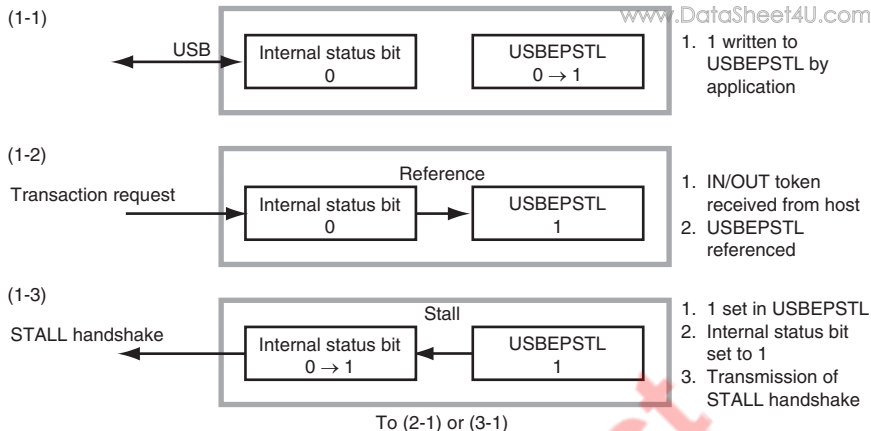 www.DataSheet4U.com
(1-1)
USB
Internal status bit
0
USBEPSTL
0 → 1
1. 1 written to
USBEPSTL by
application
(1-2)
Transaction request
Reference
Internal status bit
0
USBEPSTL
1
1. IN/OUT token
received from host
2. USBEPSTL
referenced
(1-3)
STALL handshake
Stall
Internal status bit
0 → 1
USBEPSTL
1
1. 1 set in USBEPSTL
2. Internal status bit
set to 1
3. Transmission of
STALL handshake
To (2-1) or (3-1)